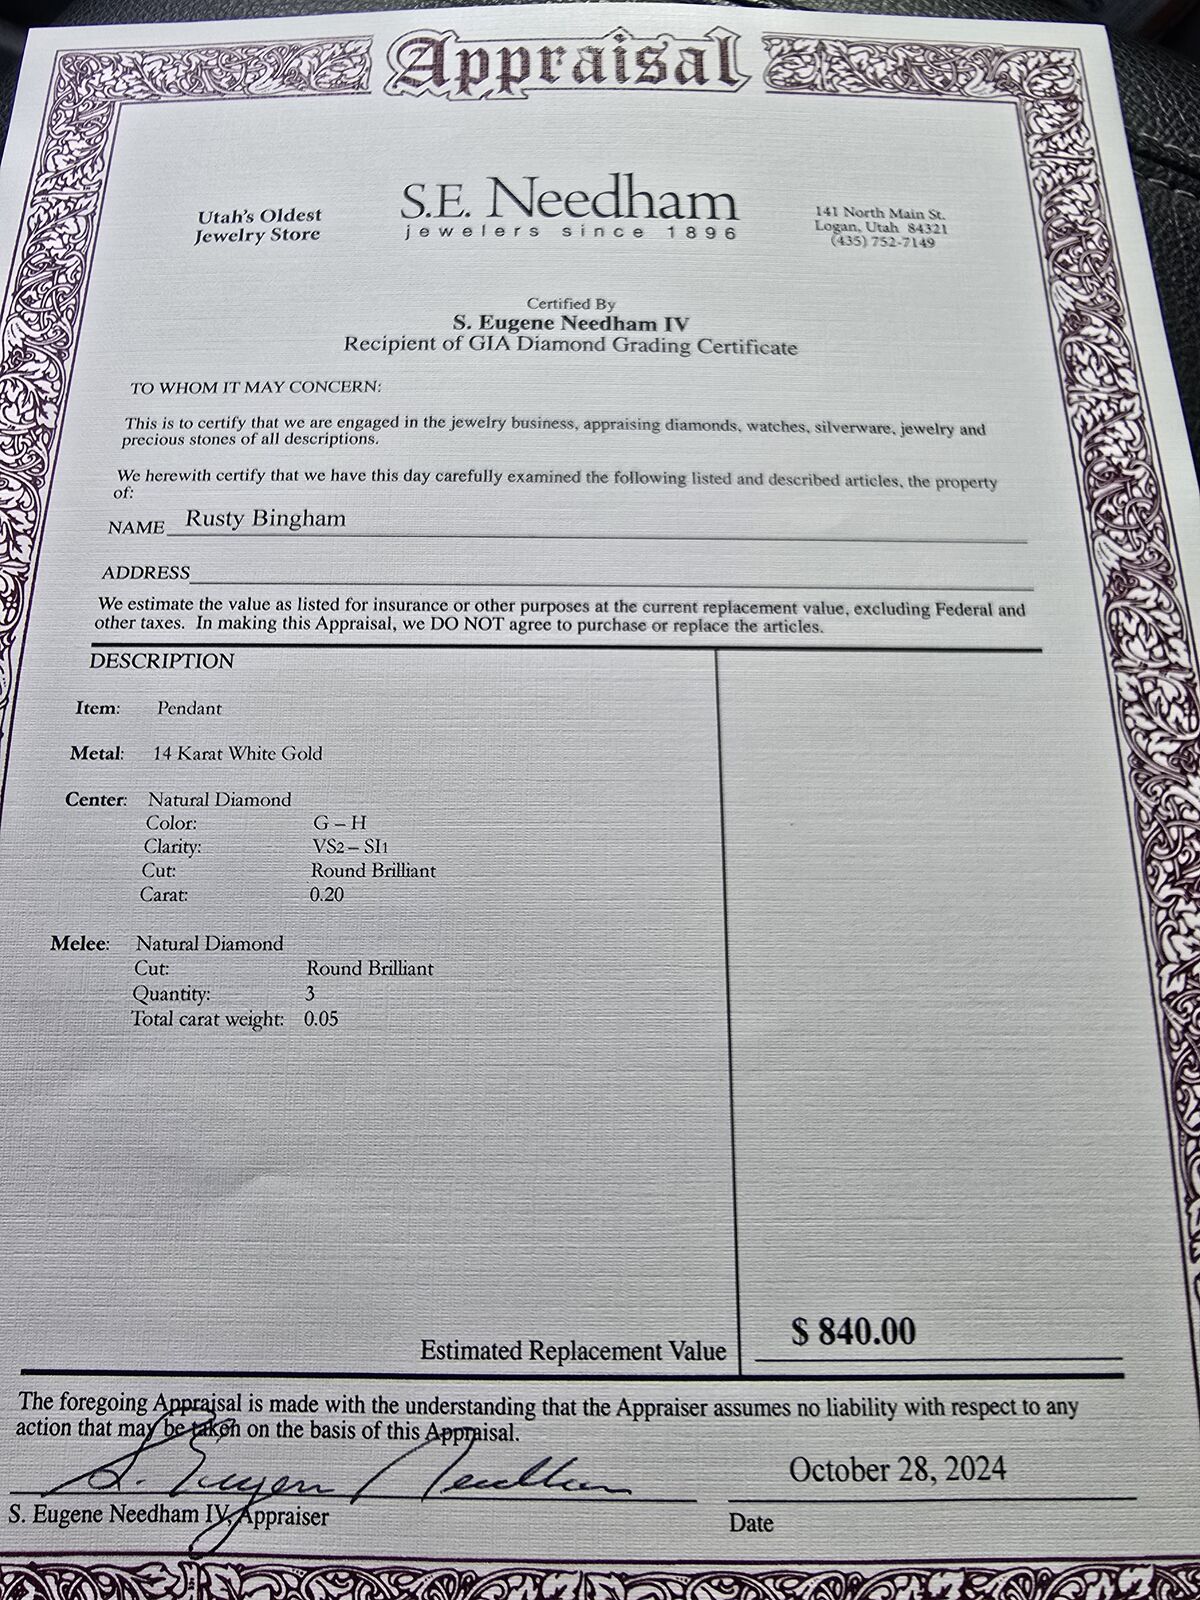 Appraisal
Utah's Oldest
Jewelry Store
S.E. Needham
jewelers since 1896
141 North Main St.
Logan, Utah 84321
(435) 752-7149
Certified By
S. Eugene Needham IV
Recipient of GIA Diamond Grading Certificate
TO WHOM IT MAY CONCERN:
This is to certify that we are engaged in the jewelry business, appraising diamonds, watches, silverware, jewelry and
precious stones of all descriptions.
We herewith certify that we have this day carefully examined the following listed and described articles, the property
of:
NAME Rusty Bingham
ADDRESS
We estimate the value as listed for insurance or other purposes at the current replacement value, excluding Federal and
other taxes. In making this Appraisal, we DO NOT agree to purchase or replace the articles.
DESCRIPTION
Item: Pendant
Metal: 14 Karat White Gold
Center: Natural Diamond
Color: G – H
Clarity: VS2 – SI1
Cut: Round Brilliant
Carat: 0.20
Melee: Natural Diamond
Cut: Round Brilliant
Quantity: 3
Total carat weight: 0.05
Estimated Replacement Value $ 840.00
The foregoing Appraisal is made with the understanding that the Appraiser assumes no liability with respect to any
action that may be taken on the basis of this Appraisal.
S. Eugene Needham
October 28, 2024
S. Eugene Needham IV, Appraiser
Date